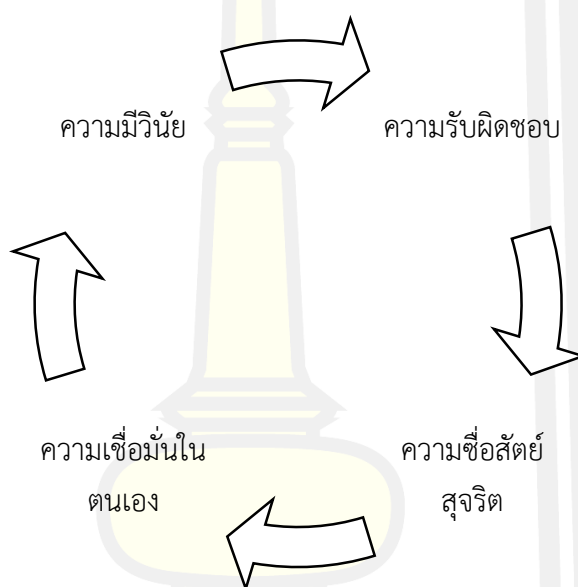 ความมีวินัย
ความรับผิดชอบ
ความเชื่อมั่นใน
ตนเอง
ความซื่อสัตย์
สุจริต